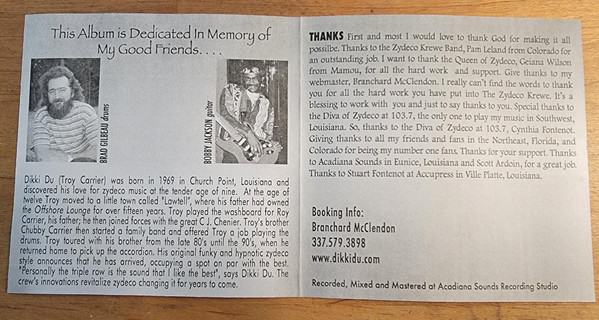 This Album is Dedicated In Memory of
My Good Friends. . . .
BRAD GILBEAU drums
BOBBY JACKSON guitar
Dikki Du (Troy Carrier) was born in 1969 in Church Point, Louisiana and
discovered his love for zydeco music at the tender age of nine. At the age of
twelve Troy moved to a little town called "Lawtell", where his father had owned
the Offshore Lounge for over fifteen years. Troy played the washboard for Roy
Carrier, his father; he then joined forces with the great C.J. Chenier. Troy's brother
Chubby Carrier then started a family band and offered Troy a job playing the
drums. Troy toured with his brother from the late 80's until the 90's, when he
returned home to pick up the accordion. His original funky and hypnotic zydeco
style announces that he has arrived, occupying a spot on par with the best.
"Personally the triple row is the sound that I like the best", says Dikki Du. The
crew's innovations revitalize zydeco changing it for years to come.
THANKS First and most I would love to thank God for making it all
possilbe. Thanks to the Zydeco Krewe Band, Pam Leland from Colorado for
an outstanding job. I want to thank the Queen of Zydeco, Geiana Wilson
from Mamou, for all the hard work and support. Give thanks to my
webmaster, Branchard McClendon. I really can't find the words to thank
you for all the hard work you have put into The Zydeco Krewe. It's a
blessing to work with you and just to say thanks to you. Special thanks to
the Diva of Zydeco at 103.7, the only one to play my music in Southwest,
Louisiana. So, thanks to the Diva of Zydeco at 103.7, Cynthia Fontenot.
Giving thanks to all my friends and fans in the Northeast, Florida, and
Colorado for being my number one fans. Thanks for your support. Thanks
to Acadiana Sounds in Eunice, Louisiana and Scott Ardoin, for a great job.
Thanks to Stuart Fontenot at Accupress in Ville Platte, Louisiana.
Booking Info:
Branchard McClendon
337.579.3898
www.dikkidu.com
Recorded, Mixed and Mastered at Acadiana Sounds Recording Studio